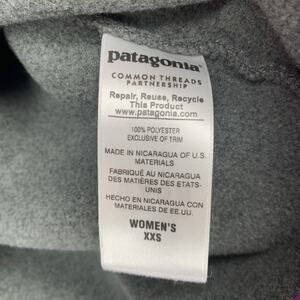 patagonia®
COMMON THREADS
PARTNERSHIP
Repair, Reuse, Recycle
This Product
www.patagonia.com
100% POLYESTER
EXCLUSIVE OF TRIM
MADE IN NICARAGUA OF U.S.
MATERIALS
FABRIQUÉ AU NICARAGUA
DES MATIÈRES DES ETATS-
UNIS
HECHO EN NICARAGUA CON
MATERIALES DE EE.UU.
WOMEN'S
XXS